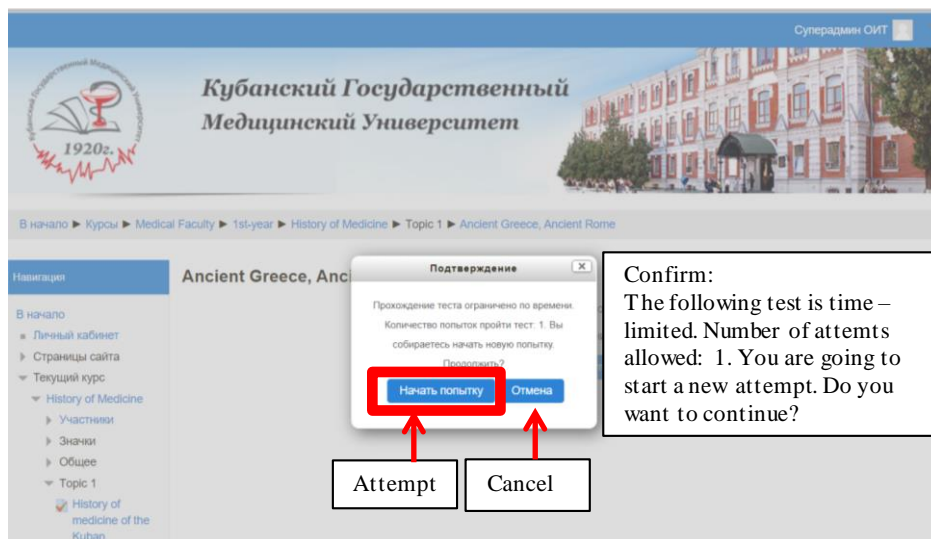 Суперадмин ОИТ
Кубанский Государственный
Медицинский Университет
1920г.
В начало ► Курсы ► Medical Faculty ► 1st-year ► History of Medicine ► Topic 1 ► Ancient Greece, Ancient Rome
Навигация
В начало
Личный кабинет
Страницы сайта
Текущий курс
History of Medicine
Участники
Значки
Общее
Topic 1
History of
medicine of the
Kuban
Ancient Greece, Anci
Подтверждение
Прохождение теста ограничено по времени.
Количество попыток пройти тест: 1. Вы
собираетесь начать новую попытку.
Продолжить?
Начать попытку
Отмена
Attempt
Cancel
Confirm:
The following test is time –
limited. Number of attemts
allowed: 1. You are going to
start a new attempt. Do you
want to continue?